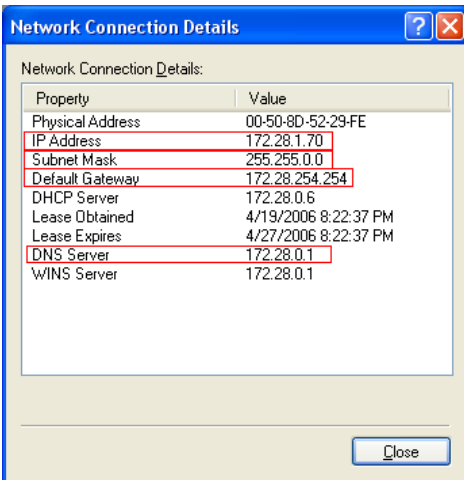 Network Connection Details
Network Connection Details:
Property Value
Physical Address 00-50-8D-52-29-FE
IP Address 172.28.1.70
Subnet Mask 255.255.0.0
Default Gateway 172.28.254.254
DHCP Server 172.28.0.6
Lease Obtained 4/19/2006 8:22:37 PM
Lease Expires 4/27/2006 8:22:37 PM
DNS Server 172.28.0.1
WINS Server 172.28.0.1
Close